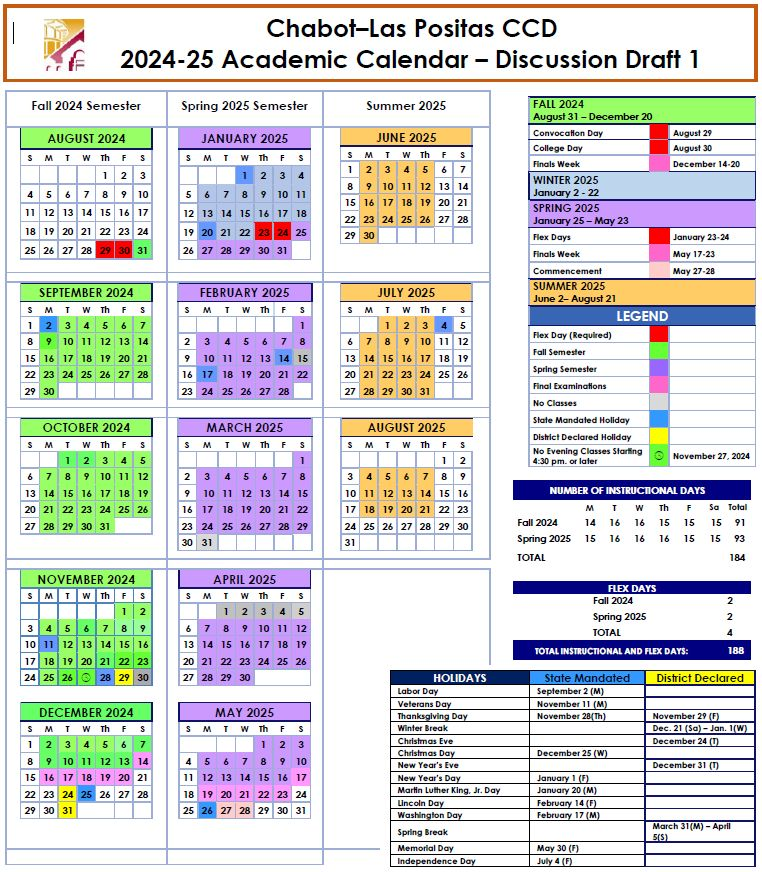 Chabot–Las Positas CCD
2024-25 Academic Calendar – Discussion Draft 1
Fall 2024 Semester
Spring 2025 Semester
Summer 2025
AUGUST 2024
S M T W Th F S
1 2 3
4 5 6 7 8 9 10
11 12 13 14 15 16 17
18 19 20 21 22 23 24
25 26 27 28 29 30 31
JANUARY 2025
S M T W Th F S
1 2 3 4
5 6 7 8 9 10 11
12 13 14 15 16 17 18
19 20 21 22 23 24 25
26 27 28 29 30 31
JUNE 2025
S M T W Th F S
1 2 3 4 5 6 7
8 9 10 11 12 13 14
15 16 17 18 19 20 21
22 23 24 25 26 27 28
29 30
SEPTEMBER 2024
S M T W Th F S
1 2 3 4 5 6 7
8 9 10 11 12 13 14
15 16 17 18 19 20 21
22 23 24 25 26 27 28
29 30
FEBRUARY 2025
S M T W Th F S
1
2 3 4 5 6 7 8
9 10 11 12 13 14 15
16 17 18 19 20 21 22
23 24 25 26 27 28
JULY 2025
S M T W Th F S
1 2 3 4 5
6 7 8 9 10 11 12
13 14 15 16 17 18 19
20 21 22 23 24 25 26
27 28 29 30 31
OCTOBER 2024
S M T W Th F S
1 2 3 4 5
6 7 8 9 10 11 12
13 14 15 16 17 18 19
20 21 22 23 24 25 26
27 28 29 30 31
MARCH 2025
S M T W Th F S
1
2 3 4 5 6 7 8
9 10 11 12 13 14 15
16 17 18 19 20 21 22
23 24 25 26 27 28 29
30 31
AUGUST 2025
S M T W Th F S
1 2
3 4 5 6 7 8 9
10 11 12 13 14 15 16
17 18 19 20 21 22 23
24 25 26 27 28 29 30
31
NOVEMBER 2024
S M T W Th F S
1 2
3 4 5 6 7 8 9
10 11 12 13 14 15 16
17 18 19 20 21 22 23
24 25 26 28 29 30
APRIL 2025
S M T W Th F S
1 2 3 4 5
6 7 8 9 10 11 12
13 14 15 16 17 18 19
20 21 22 23 24 25 26
27 28 29 30
DECEMBER 2024
S M T W Th F S
1 2 3 4 5 6 7
8 9 10 11 12 13 14
15 16 17 18 19 20 21
22 23 24 25 26 27 28
29 30 31
MAY 2025
S M T W Th F S
1 2 3
4 5 6 7 8 9 10
11 12 13 14 15 16 17
18 19 20 21 22 23 24
25 26 27 28 29 30 31
FALL 2024
August 31 – December 20
Convocation Day August 29
College Day August 30
Finals Week December 14-20
WINTER 2025
January 2 - 22
SPRING 2025
January 25 – May 23
Flex Days January 23-24
Finals Week May 17-23
Commencement May 27-28
SUMMER 2025
June 2– August 21
LEGEND
Flex Day (Required)
Fall Semester
Spring Semester
Final Examinations
No Classes
State Mandated Holiday
District Declared Holiday
No Evening Classes Starting
4:30 pm. or later November 27, 2024
NUMBER OF INSTRUCTIONAL DAYS
M T W Th F Sa Total
Fall 2024 14 16 16 15 15 15 91
Spring 2025 15 16 16 16 15 15 93
TOTAL 184
FLEX DAYS
Fall 2024 2
Spring 2025 2
TOTAL 4
TOTAL INSTRUCTIONAL AND FLEX DAYS: 188
HOLIDAYS State Mandated District Declared
Labor Day September 2 (M)
Veterans Day November 11 (M)
Thanksgiving Day November 28(Th) November 29 (F)
Winter Break Dec. 21 (Sa) – Jan. 1(W)
Christmas Eve December 24 (T)
Christmas Day December 25 (W)
New Year's Eve December 31 (T)
New Year's Day January 1 (F)
Martin Luther King, Jr. Day January 20 (M)
Lincoln Day February 14 (F)
Washington Day February 17 (M)
Spring Break March 31(M) – April
5(S)
Memorial Day May 30 (F)
Independence Day July 4 (F)